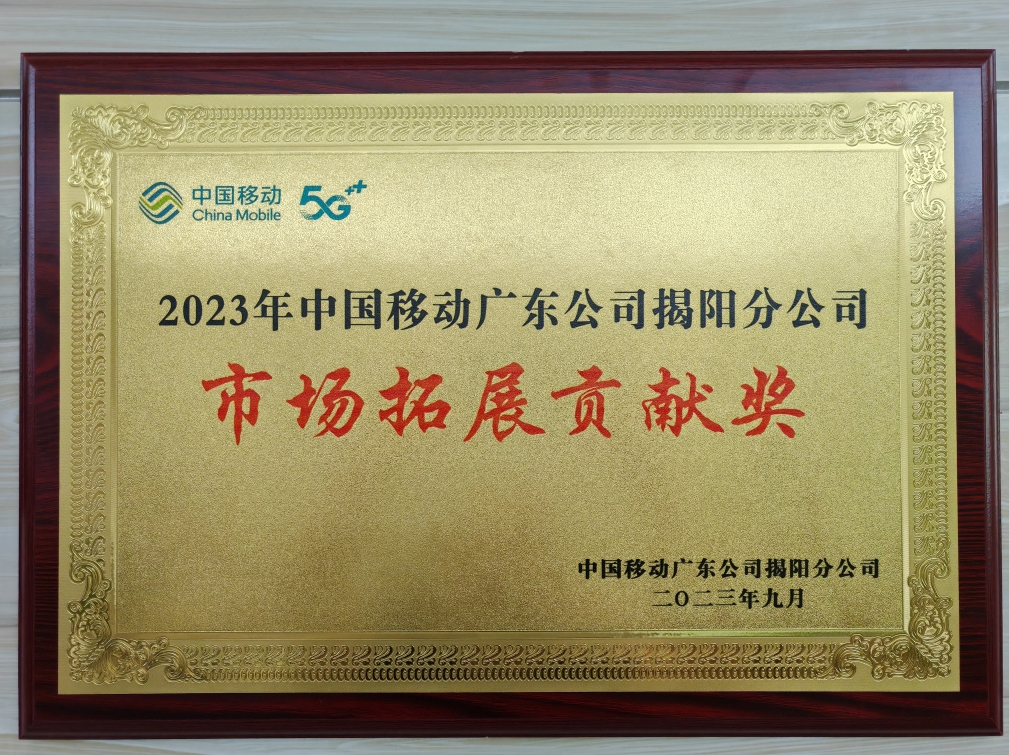 中国移动 5G++
China Mobile
2023年中国移动广东公司揭阳分公司
市场拓展贡献奖
中国移动广东公司揭阳分公司
二〇二三年九月